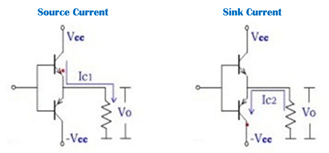 Source Current
Sink Current
Vcc
Ic1
Vo
-Vcc
Vcc
Ic2
Vo
-Vcc